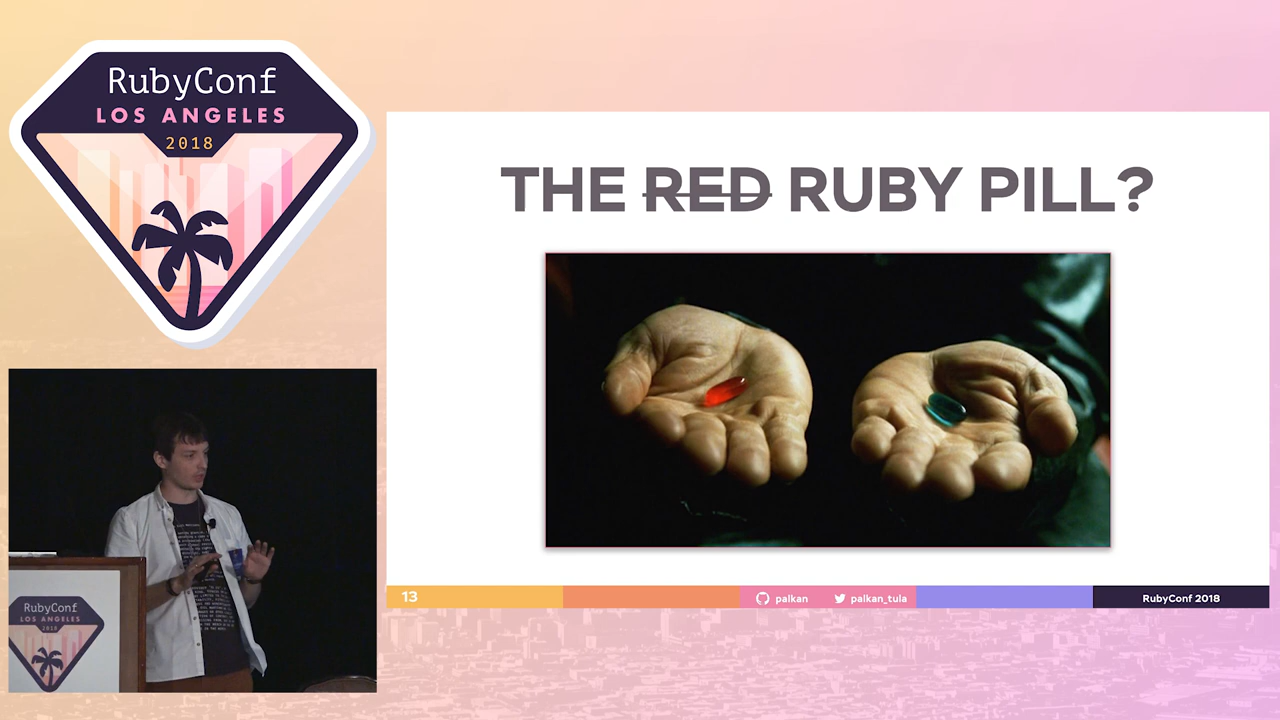 RubyConf
LOS ANGELES
2018
THE RED RUBY PILL?
13
palkan
palkan_tula
RubyConf 2018
RubyConf
LOS ANGELES
2018